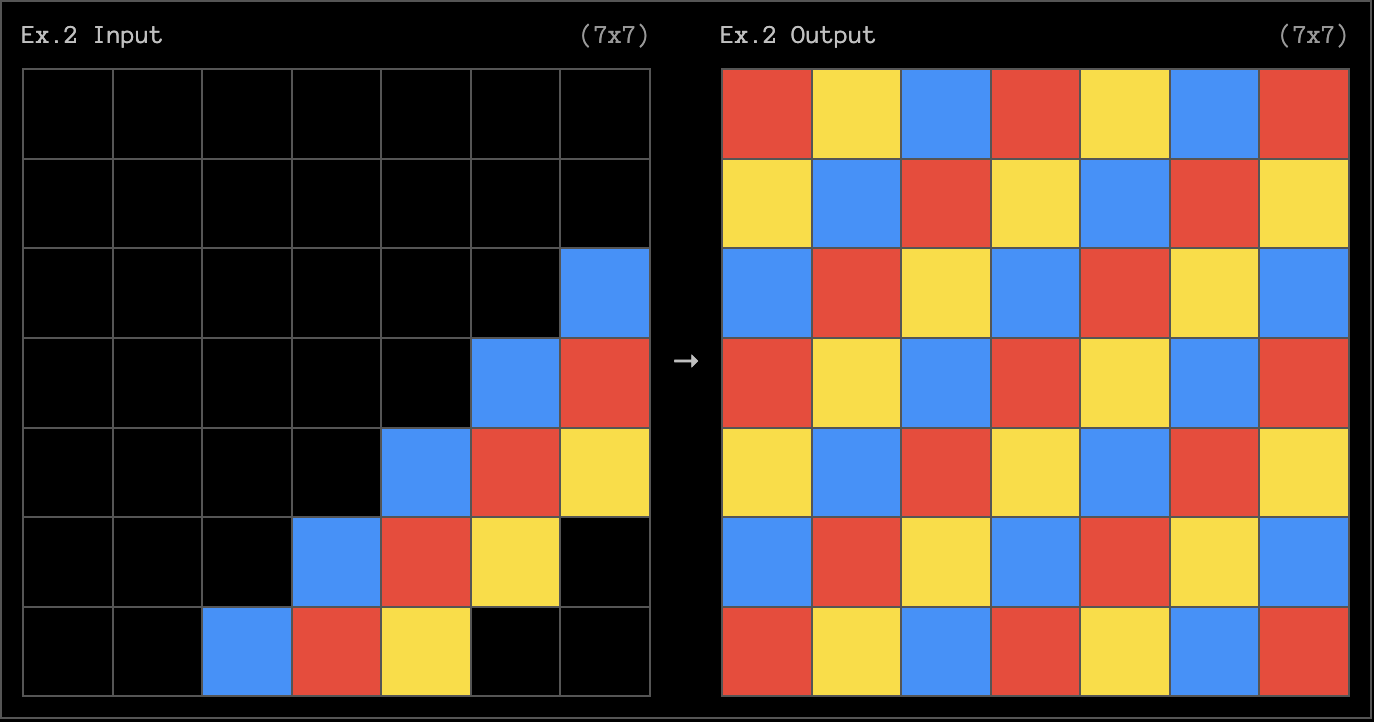 Ex.2 Input (7x7)
Ex.2 Output (7x7)
→